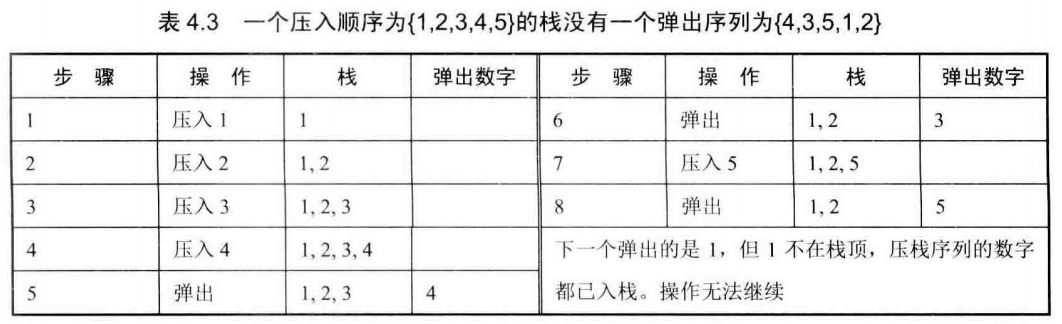 表 4.3 一个压入顺序为{1,2,3,4,5}的栈没有一个弹出序列为{4,3,5,1,2}
步 骤 操 作 栈 弹出数字 步 骤 操 作 栈 弹出数字
1 压入 1 1 6 弹出 1, 2 3
2 压入 2 1, 2 7 压入 5 1, 2, 5
3 压入 3 1, 2, 3 8 弹出 1, 2 5
4 压入 4 1, 2, 3, 4 下一个弹出的是 1，但 1 不在栈顶，压栈序列的数字
5 弹出 1, 2, 3 4 都已入栈。操作无法继续